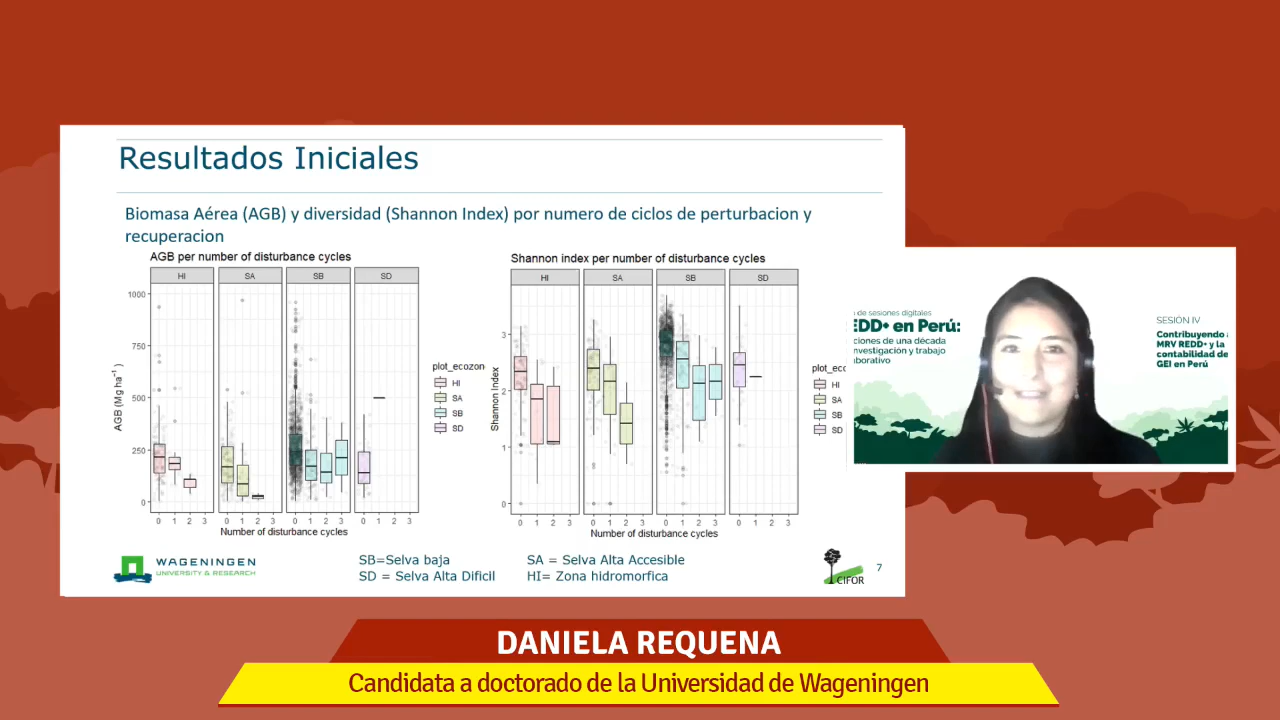 Resultados Iniciales
Biomasa Aérea (AGB) y diversidad (Shannon Index) por numero de ciclos de perturbacion y
recuperacion
AGB per number of disturbance cycles
HI SA SB SD
1000
750
500
250
0
AGB (Mg ha⁻¹ )
0 1 2 3 0 1 2 3 0 1 2 3 0 1 2 3
Number of disturbance cycles
plot_ecozon
HI
SA
SB
SD
Shannon index per number of disturbance cycles
HI SA SB SD
3
2
1
0
Shannon Index
0 1 2 3 0 1 2 3 0 1 2 3 0 1 2 3
Number of disturbance cycles
plot_ecc
HI
SA
SB
SD
WAGENINGEN
UNIVERSITY & RESEARCH
SB=Selva baja
SD = Selva Alta Dificil
SA = Selva Alta Accesible
HI= Zona hidromorfica
CIFOR
7
de sesiones digitales
EDD+ en Perú:
ciones de una década
nvestigación y trabajo
aborativo
SESIÓN IV
Contribuyendo
MRV REDD+ y la
contabilidad de
GEI en Perú
DANIELA REQUENA
Candidata a doctorado de la Universidad de Wageningen